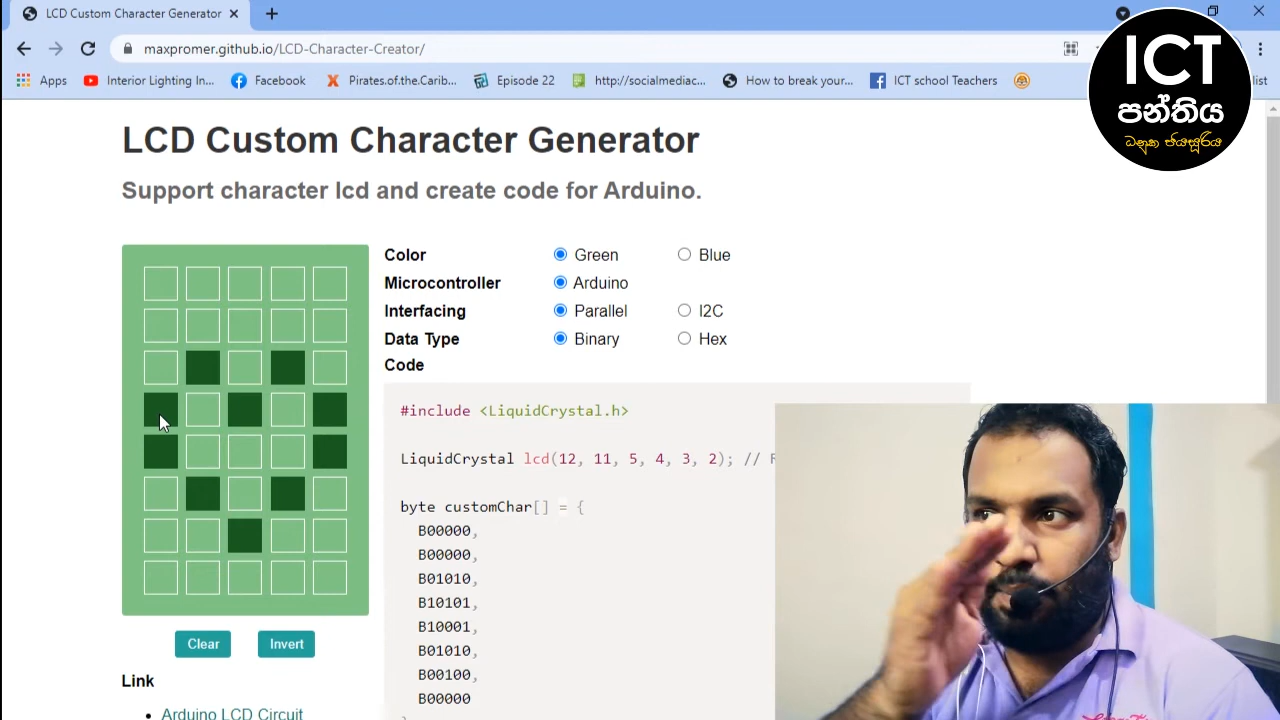 LCD Custom Character Generator
maxpromer.github.io/LCD-Character-Creator/
Apps
Interior Lighting In...
Facebook
Pirates.of.the.Carib...
Episode 22
http://socialmediac...
How to break your...
ICT school Teachers
list
ICT
පන්තිය
ධනුක ජයසූරිය
LCD Custom Character Generator
Support character lcd and create code for Arduino.
Color Green Blue
Microcontroller Arduino
Interfacing Parallel I2C
Data Type Binary Hex
Code
#include <LiquidCrystal.h>
LiquidCrystal lcd(12, 11, 5, 4, 3, 2); //
byte customChar[] = {
B00000,
B00000,
B01010,
B10101,
B10001,
B01010,
B00100,
B00000
Clear
Invert
Link
Arduino LCD Circuit